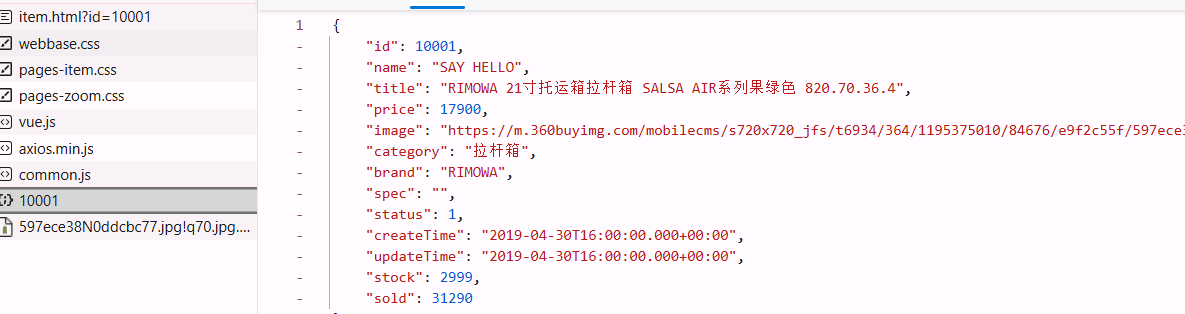 item.html?id=10001
webbase.css
pages-item.css
pages-zoom.css
vue.js
axios.min.js
common.js
10001
597ece38N0ddcbc77.jpg!q70.jpg....
1 {
- "id": 10001,
- "name": "SAY HELLO",
- "title": "RIMOWA 21寸托运箱拉杆箱 SALSA AIR系列果绿色 820.70.36.4",
- "price": 17900,
- "image": "https://m.360buyimg.com/mobilecms/s720x720_jfs/t6934/364/1195375010/84676/e9f2c55f/597ece3
- "category": "拉杆箱",
- "brand": "RIMOWA",
- "spec": "",
- "status": 1,
- "createTime": "2019-04-30T16:00:00.000+00:00",
- "updateTime": "2019-04-30T16:00:00.000+00:00",
- "stock": 2999,
- "sold": 31290